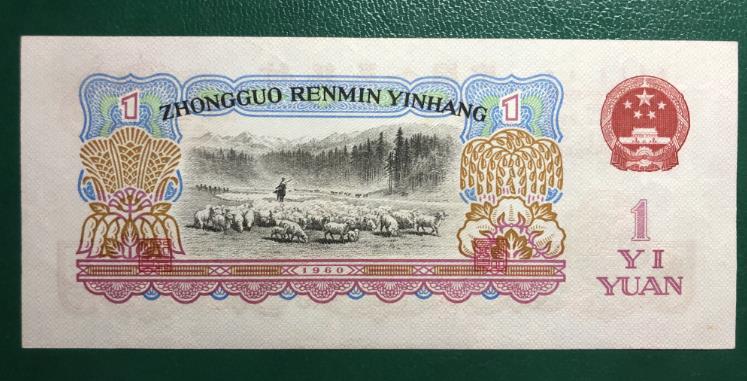 1 ZHONGGUO RENMIN YINHANG 1
1960
1
YI
YUAN